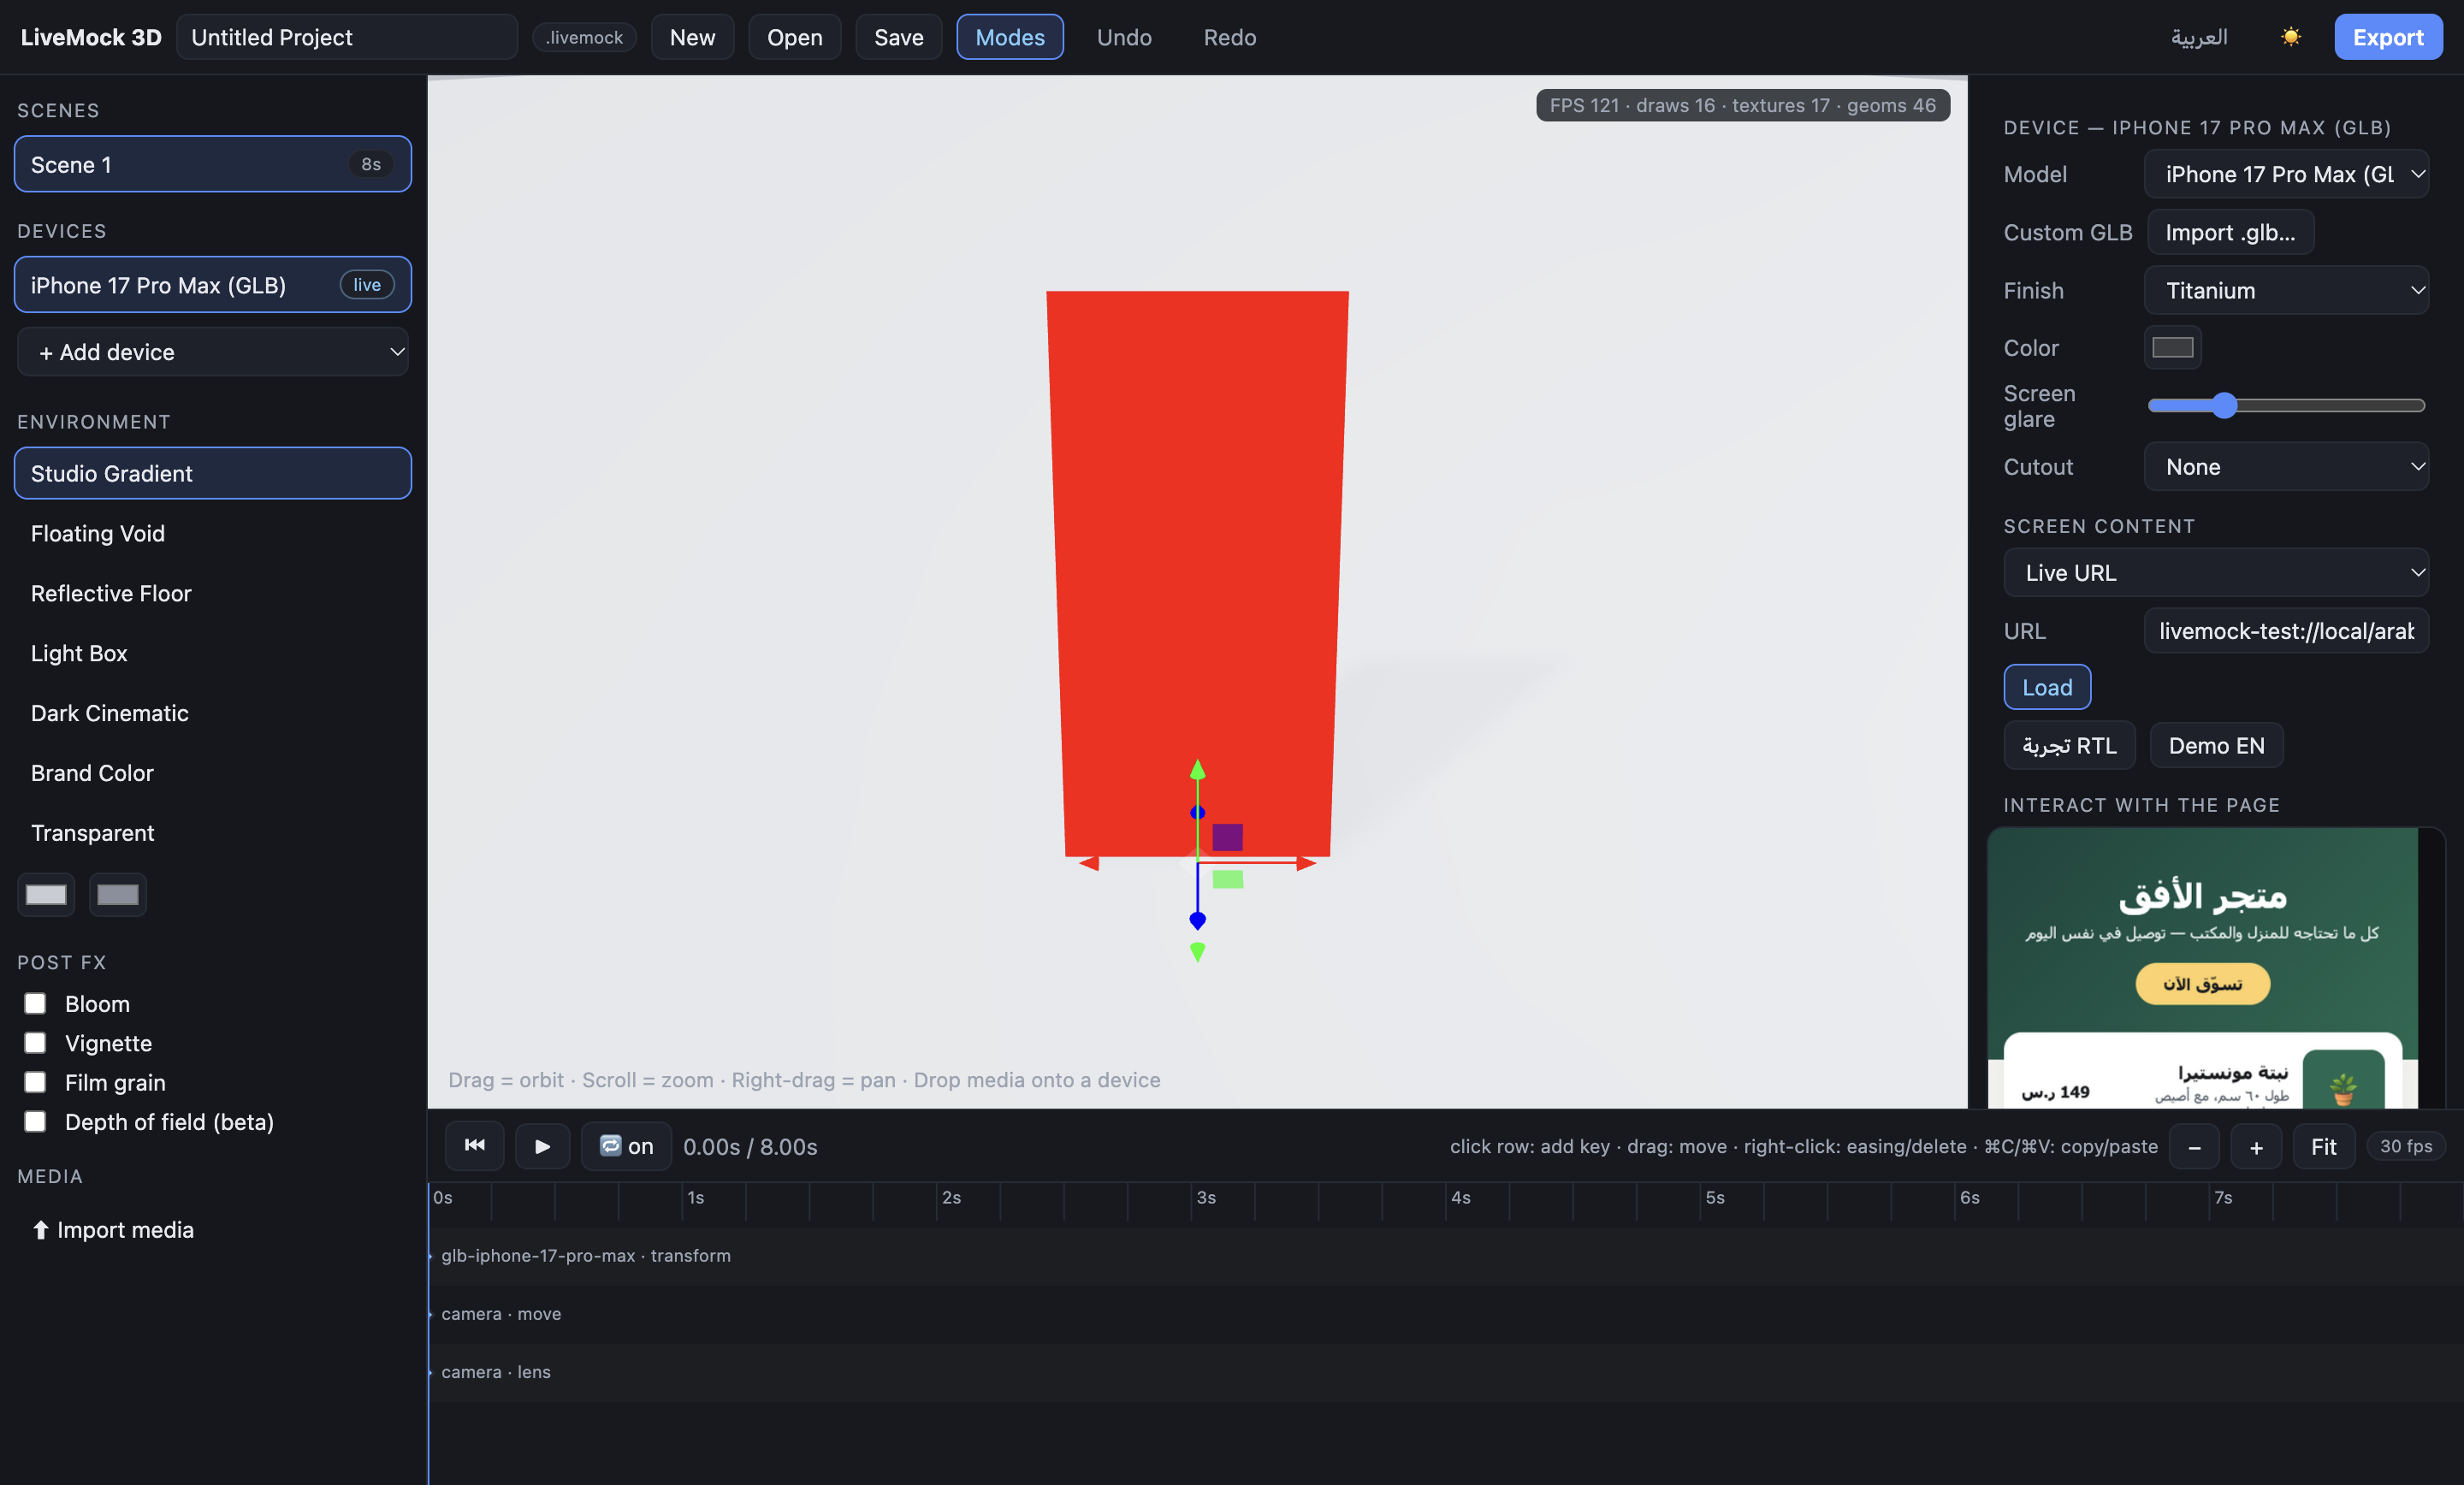 LiveMock 3D
Untitled Project
.livemock
New
Open
Save
Modes
Undo
Redo
العربية
Export
SCENES
Scene 1
8s
DEVICES
iPhone 17 Pro Max (GLB)
live
+ Add device
ENVIRONMENT
Studio Gradient
Floating Void
Reflective Floor
Light Box
Dark Cinematic
Brand Color
Transparent
POST FX
Bloom
Vignette
Film grain
Depth of field (beta)
MEDIA
Import media
FPS 121 · draws 16 · textures 17 · geoms 46
Drag = orbit · Scroll = zoom · Right-drag = pan · Drop media onto a device
DEVICE — IPHONE 17 PRO MAX (GLB)
Model
iPhone 17 Pro Max (GL
Custom GLB
Import .glb...
Finish
Titanium
Color
Screen
glare
Cutout
None
SCREEN CONTENT
Live URL
URL
livemock-test://local/arab
Load
تجربة RTL
Demo EN
INTERACT WITH THE PAGE
متجر الأفق
كل ما تحتاجه للمنزل والمكتب — توصيل في نفس اليوم
تسوّق الآن
نبتة مونستيرا
طول ٦٠ سم، مع أصيص
149 ر.س
on
0.00s / 8.00s
click row: add key · drag: move · right-click: easing/delete · ⌘C/⌘V: copy/paste
–
+
Fit
30 fps
0s
1s
2s
3s
4s
5s
6s
7s
glb-iphone-17-pro-max · transform
camera · move
camera · lens